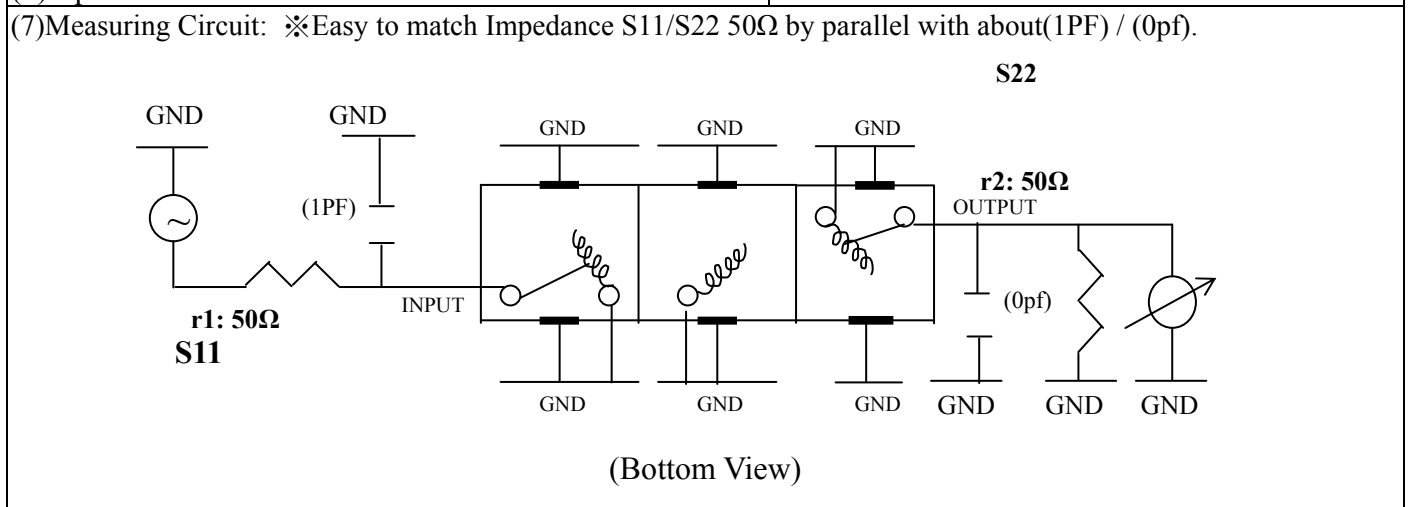 (7)Measuring Circuit: ※Easy to match Impedance S11/S22 50Ω by parallel with about(1PF) / (0pf).
S22
GND
GND
GND
GND
GND
r2: 50Ω
(1PF)
OUTPUT
~
INPUT
(0pf)
r1: 50Ω
S11
GND
GND
GND
GND
GND
GND
(Bottom View)